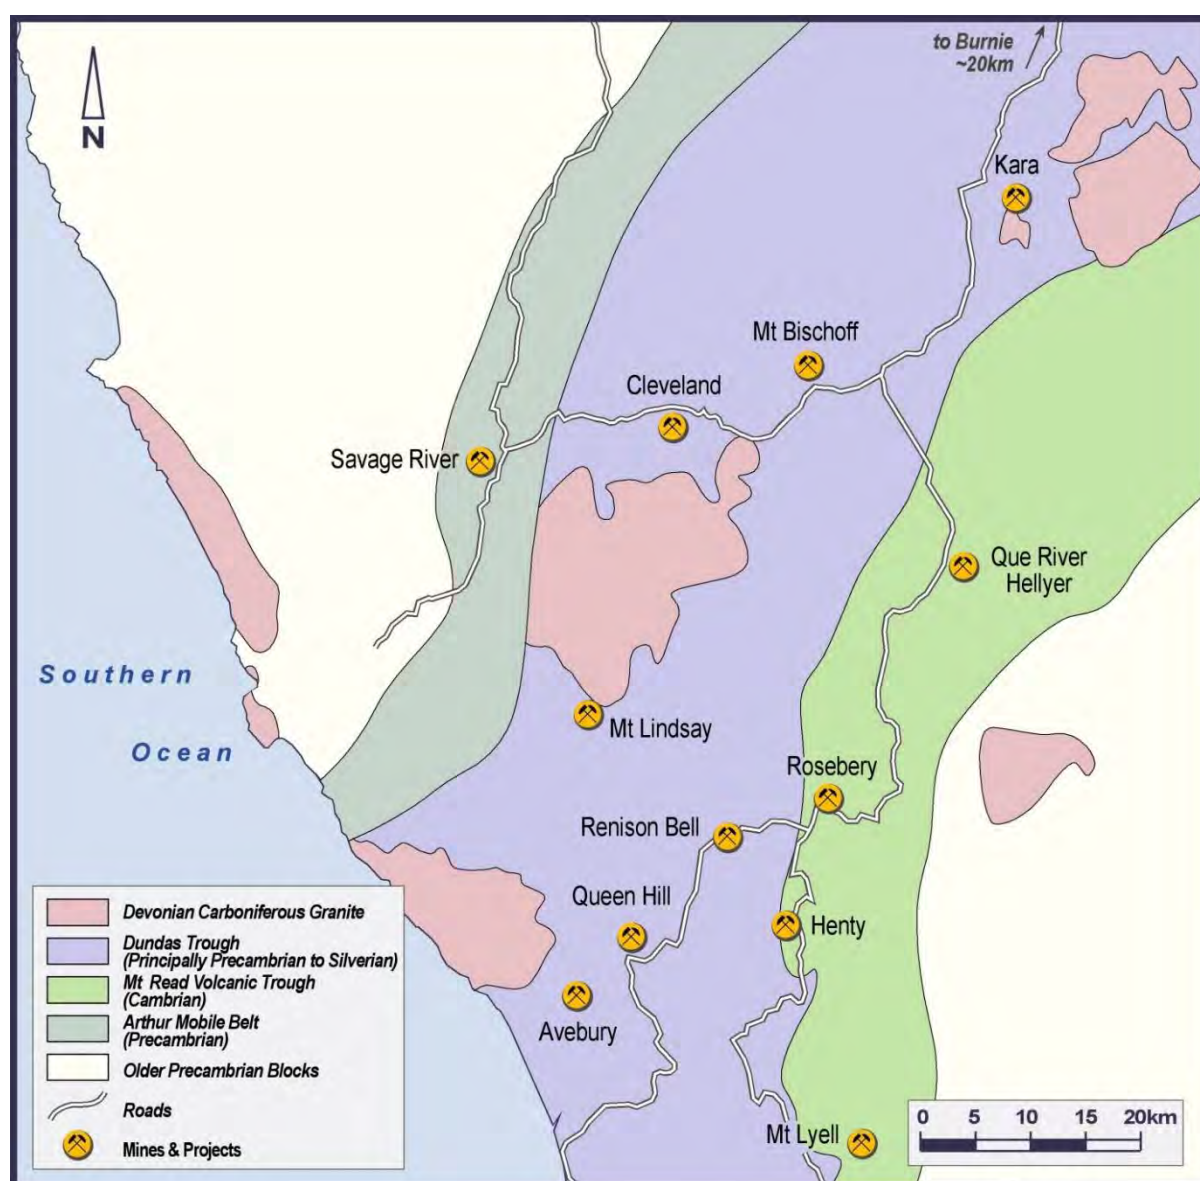 to Burnie
~20km
N
Kara
Mt Bischoff
Cleveland
Savage River
Que River
Hellyer
Southern
Ocean
Mt Lindsay
Rosebery
Renison Bell
Queen Hill
Henty
Avebury
Mt Lyell
Devonian Carboniferous Granite
Dundas Trough
(Principally Precambrian to Silverian)
Mt Read Volcanic Trough
(Cambrian)
Arthur Mobile Belt
(Precambrian)
Older Precambrian Blocks
Roads
Mines & Projects
0 5 10 15 20km